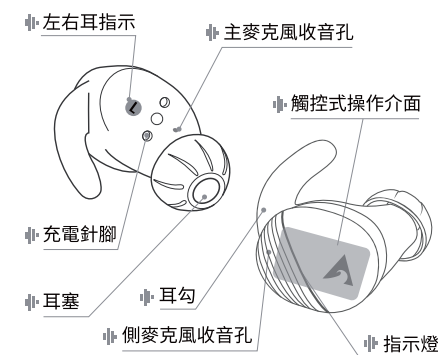 左右耳指示
主麥克風收音孔
觸控式操作介面
L
充電針腳
耳塞
耳勾
側麥克風收音孔
指示燈